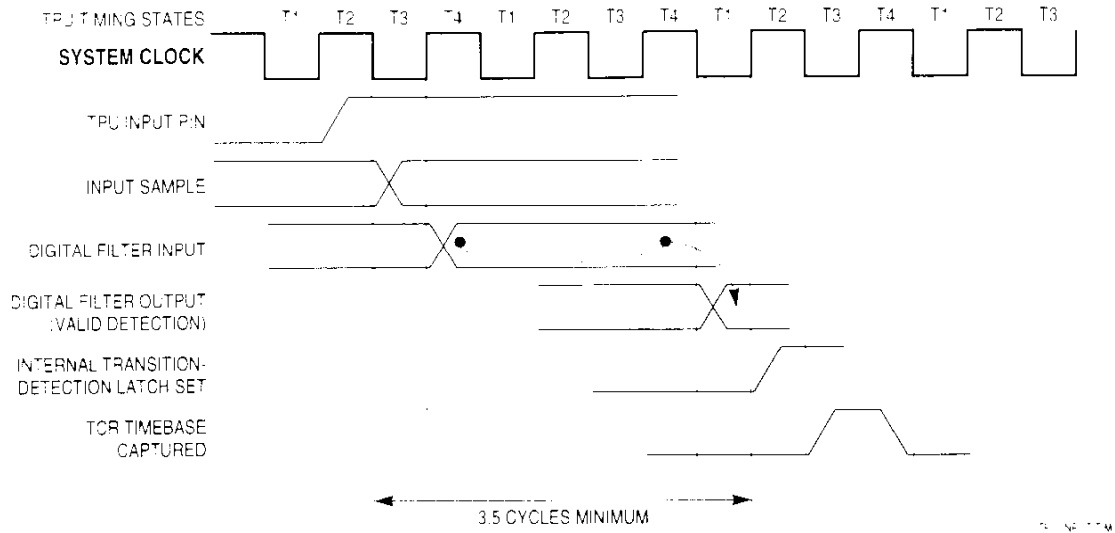 TPU TIMING STATES T1 T2 T3 T4 T1 T2 T3 T4 T1 T2 T3 T4 T1 T2 T3
SYSTEM CLOCK
TPU INPUT PIN
INPUT SAMPLE
DIGITAL FILTER INPUT
DIGITAL FILTER OUTPUT
(VALID DETECTION)
INTERNAL TRANSITION-
DETECTION LATCH SET
TCR TIMEBASE
CAPTURED
3.5 CYCLES MINIMUM